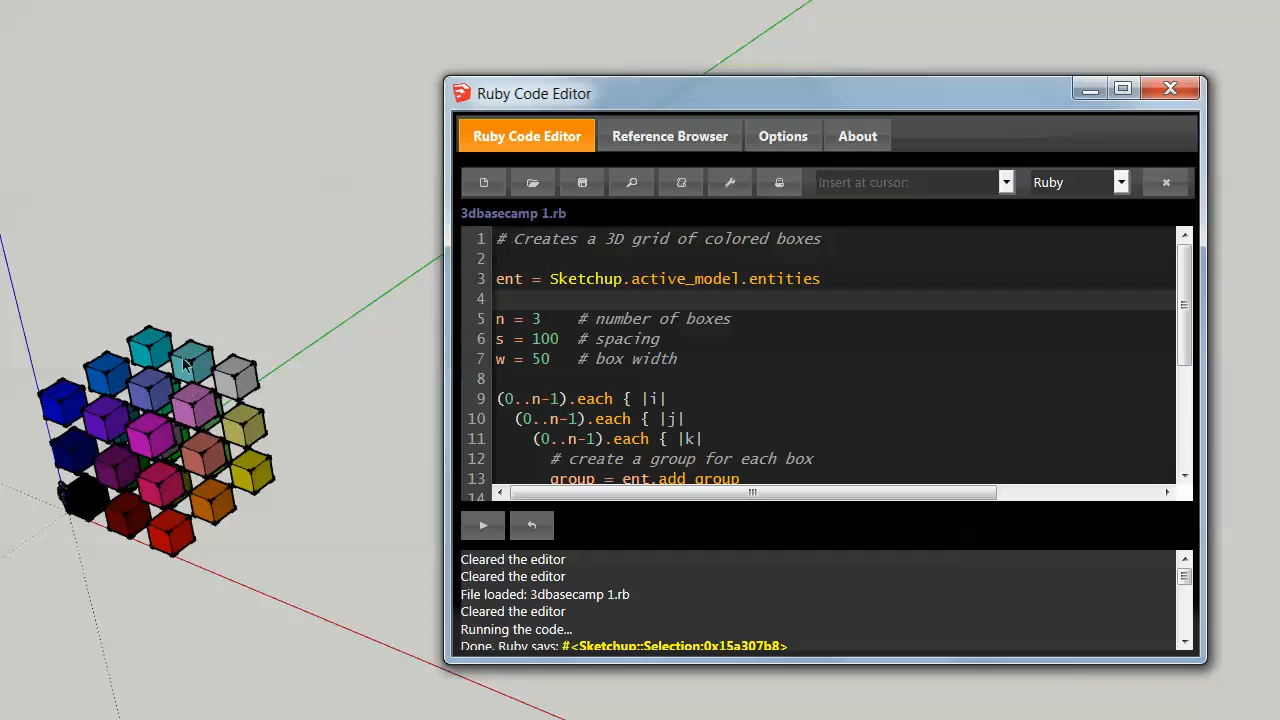 Ruby Code Editor
Ruby Code Editor Reference Browser Options About
Insert at cursor: Ruby
3dbasecamp 1.rb
1 # Creates a 3D grid of colored boxes
2
3 ent = Sketchup.active_model.entities
4
5 n = 3 # number of boxes
6 s = 100 # spacing
7 w = 50 # box width
8
9 (0..n-1).each { |i|
10 (0..n-1).each { |j|
11 (0..n-1).each { |k|
12 # create a group for each box
13 group = ent.add_group
14
Cleared the editor
Cleared the editor
File loaded: 3dbasecamp 1.rb
Cleared the editor
Running the code...
Done. Ruby says: #<Sketchup::Selection:0x15a307b8>